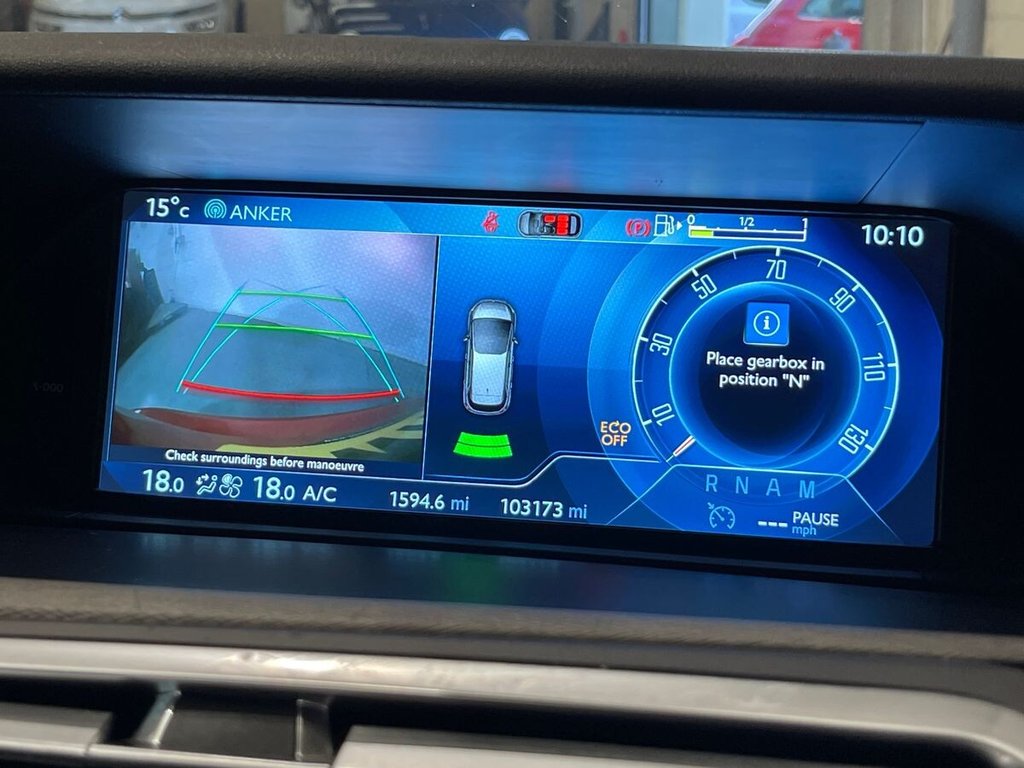 15°c ANKER
(P) 0 1/2 1
10:10
10 30 50 70 90 110 130
i
Place gearbox in
position "N"
ECO
OFF
Check surroundings before manoeuvre
18.0 18.0 A/C
1594.6 mi 103173 mi
R N A M
--- PAUSE
mph